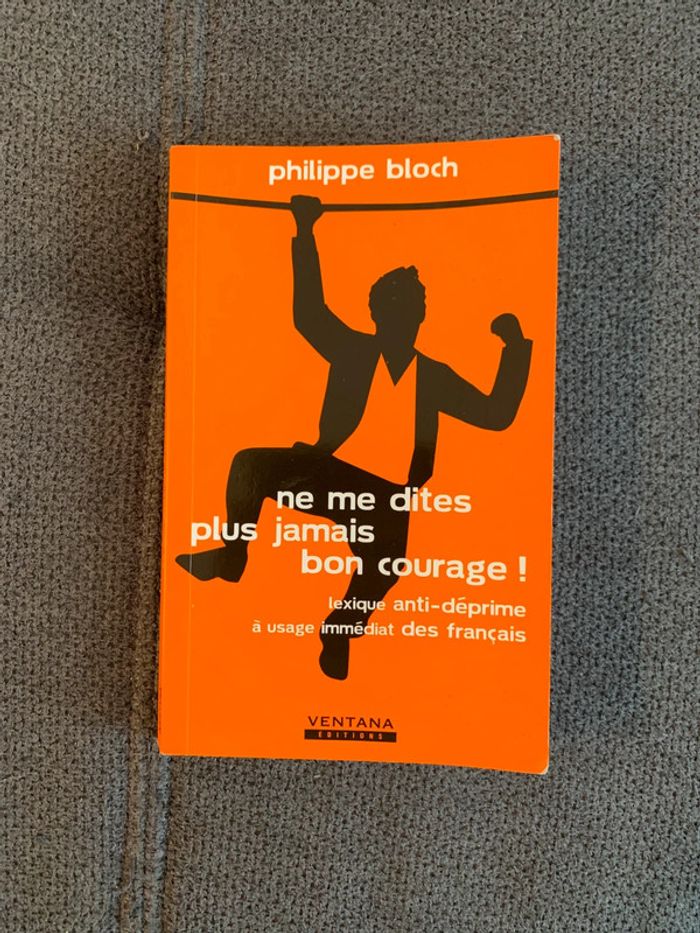 philippe bloch
ne me dites
plus jamais
bon courage !
lexique anti-déprime
à usage immédiat des français
VENTANA
EDITIONS